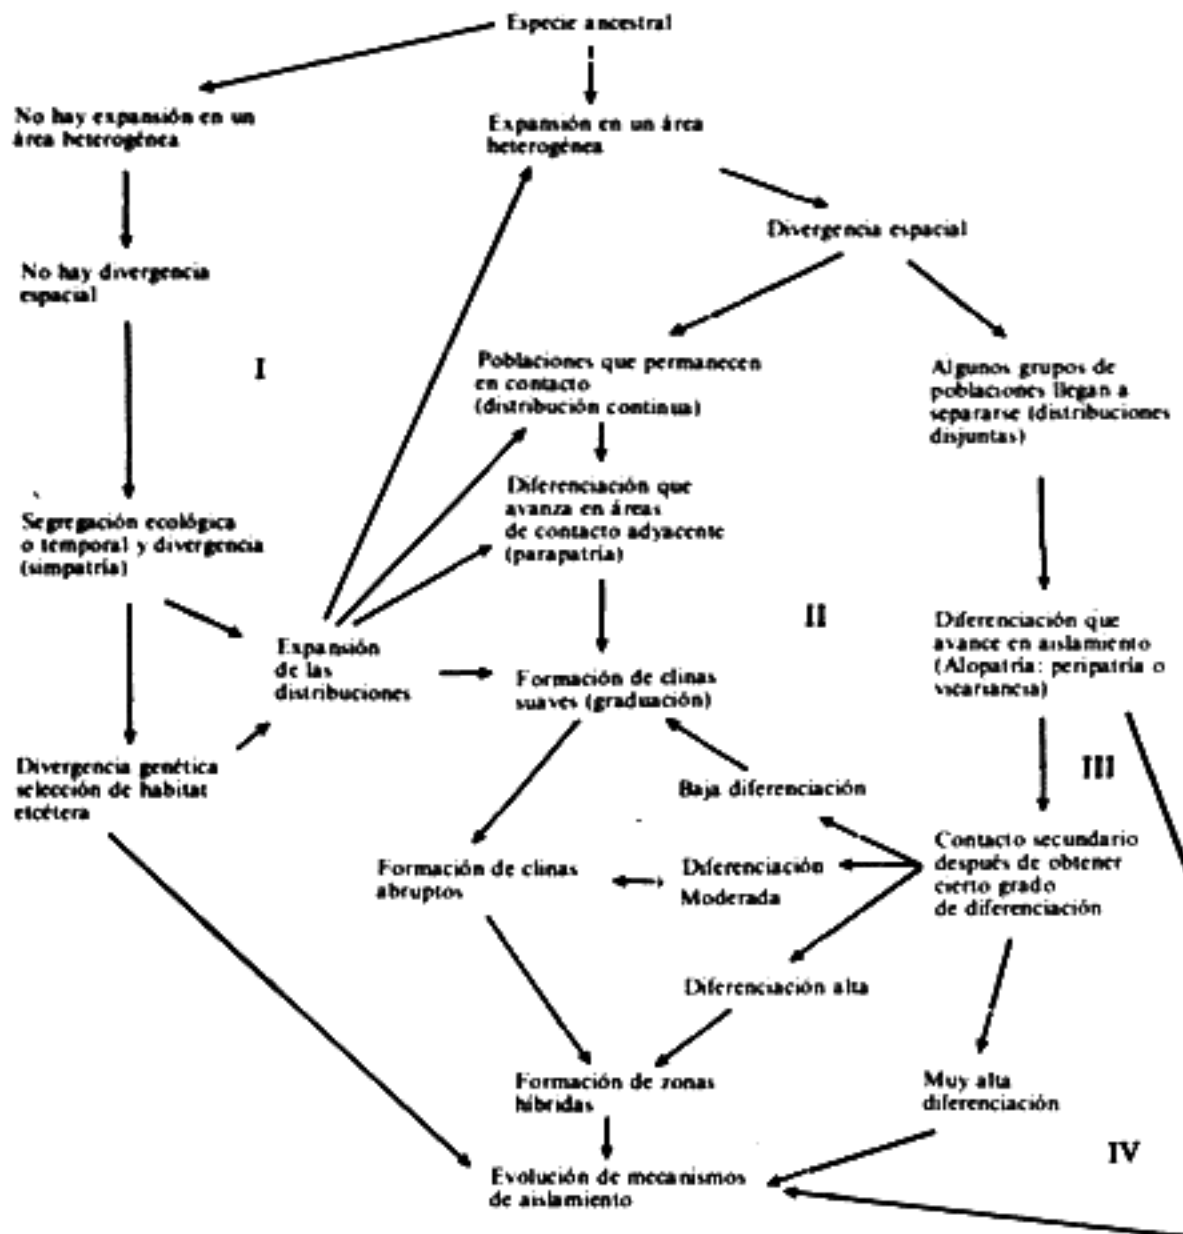 Especie ancestral
No hay expansión en un
área heterogénea
Expansión en un área
heterogénea
Divergencia espacial
No hay divergencia
espacial
I
Poblaciones que permanecen
en contacto
(distribución continua)
Algunos grupos de
poblaciones llegan a
separarse (distribuciones
disjuntas)
Diferenciación que
avanza en áreas
de contacto adyacente
(parapatría)
Segregación ecológica
o temporal y divergencia
(simpatría)
II
Diferenciación que
avance en aislamiento
(Alopatría: peripatría o
vicariancia)
Expansión
de las
distribuciones
Formación de clinas
suaves (graduación)
Divergencia genética
selección de habitat
etcétera
III
Baja diferenciación
Contacto secundario
después de obtener
cierto grado
de diferenciación
Formación de clinas
abruptos
Diferenciación
Moderada
Diferenciación alta
Formación de zonas
híbridas
Muy alta
diferenciación
IV
Evolución de mecanismos
de aislamiento